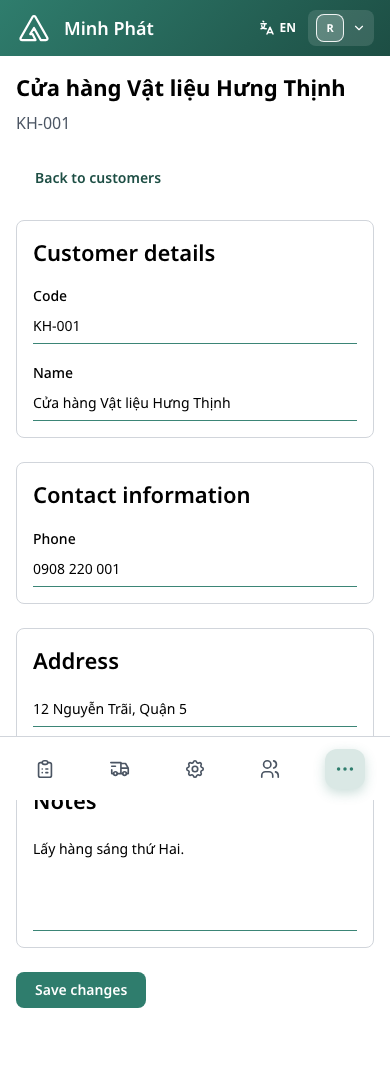 Minh Phát
EN
R
Cửa hàng Vật liệu Hưng Thịnh
KH-001
Back to customers
Customer details
Code
KH-001
Name
Cửa hàng Vật liệu Hưng Thịnh
Contact information
Phone
0908 220 001
Address
12 Nguyễn Trãi, Quận 5
Notes
Lấy hàng sáng thứ Hai.
Save changes